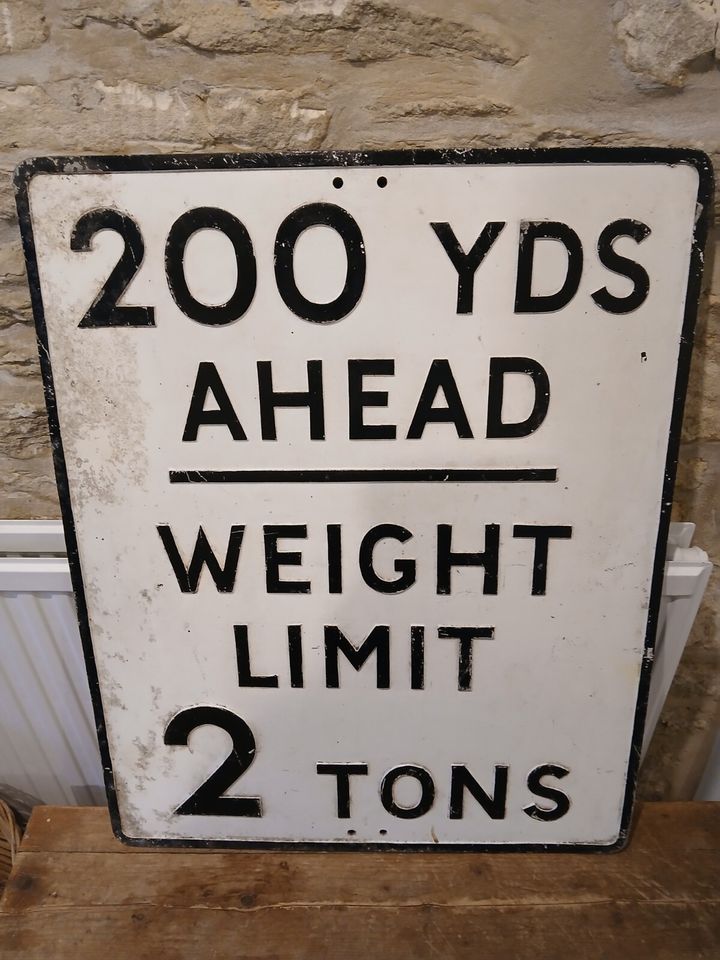 200 YDS
AHEAD
WEIGHT
LIMIT
2 TONS